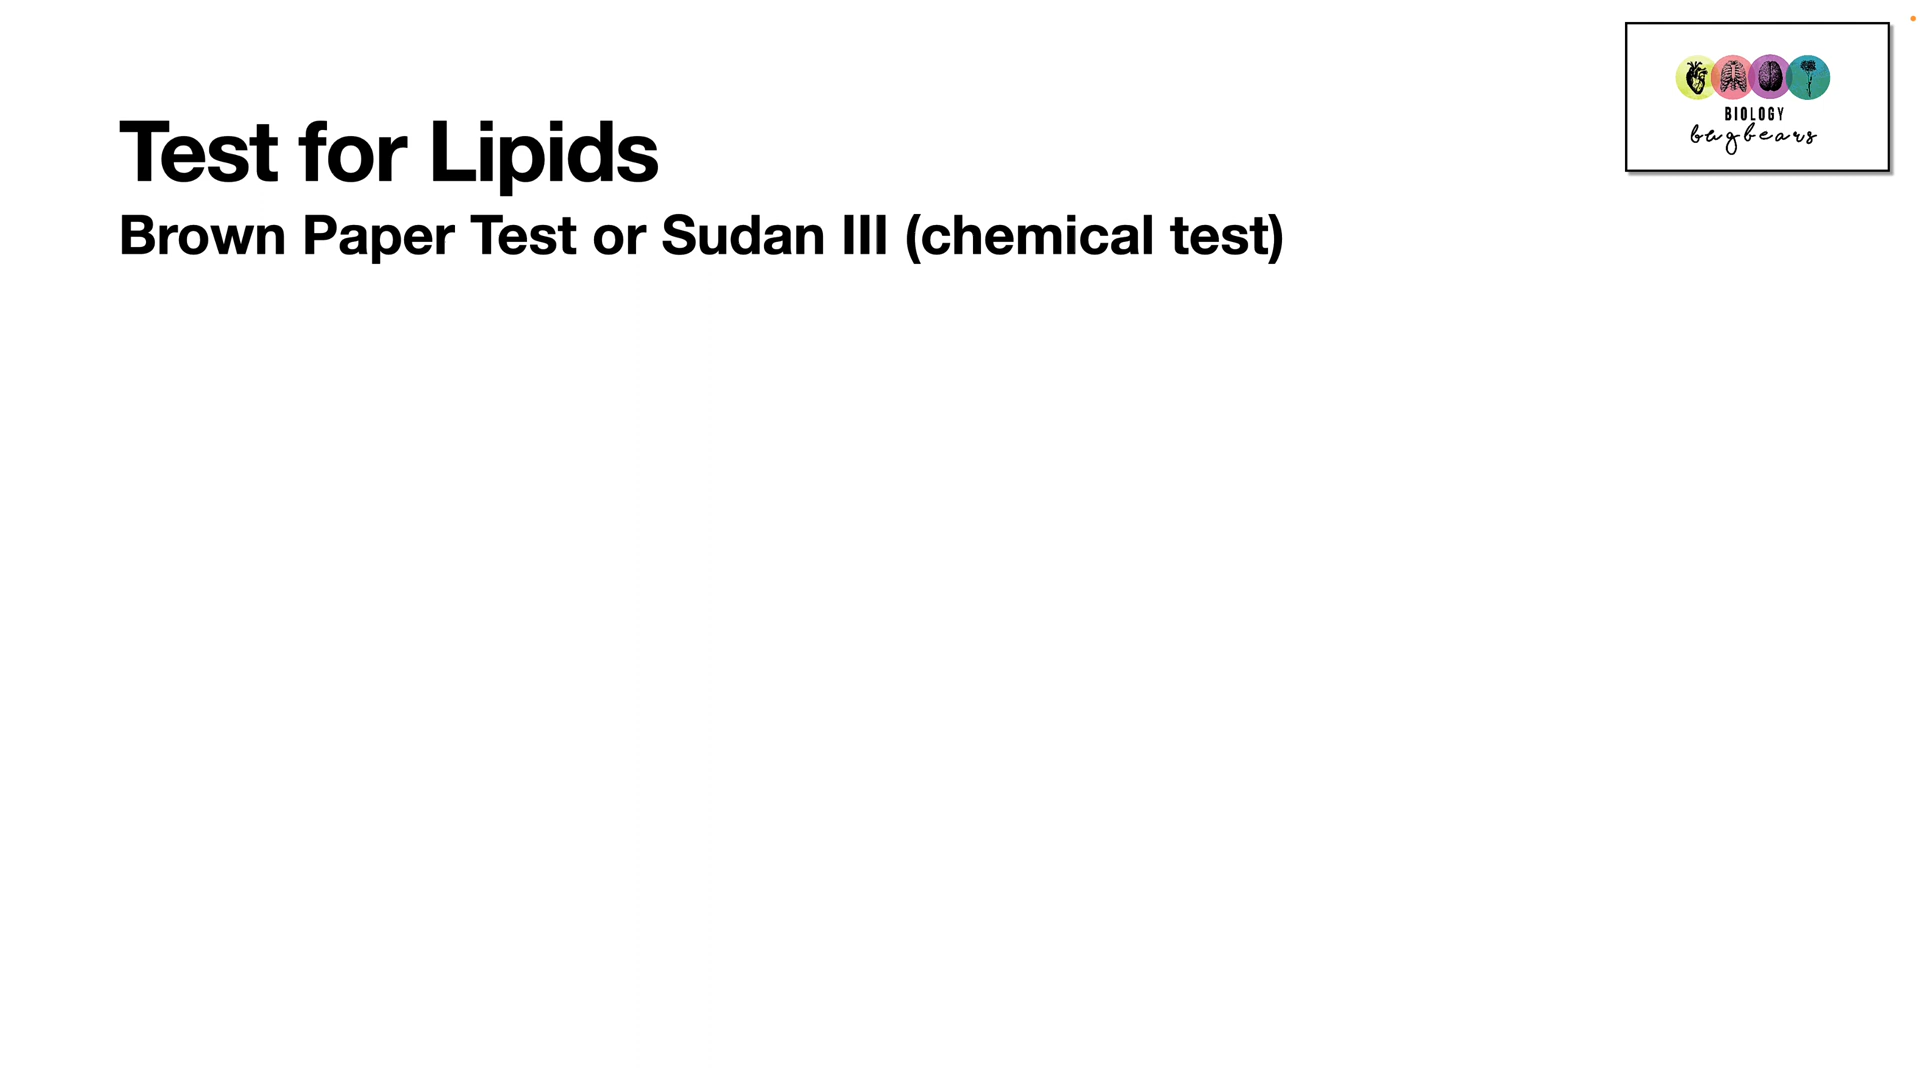 Test for Lipids
Brown Paper Test or Sudan III (chemical test)
BIOLOGY
bugbears